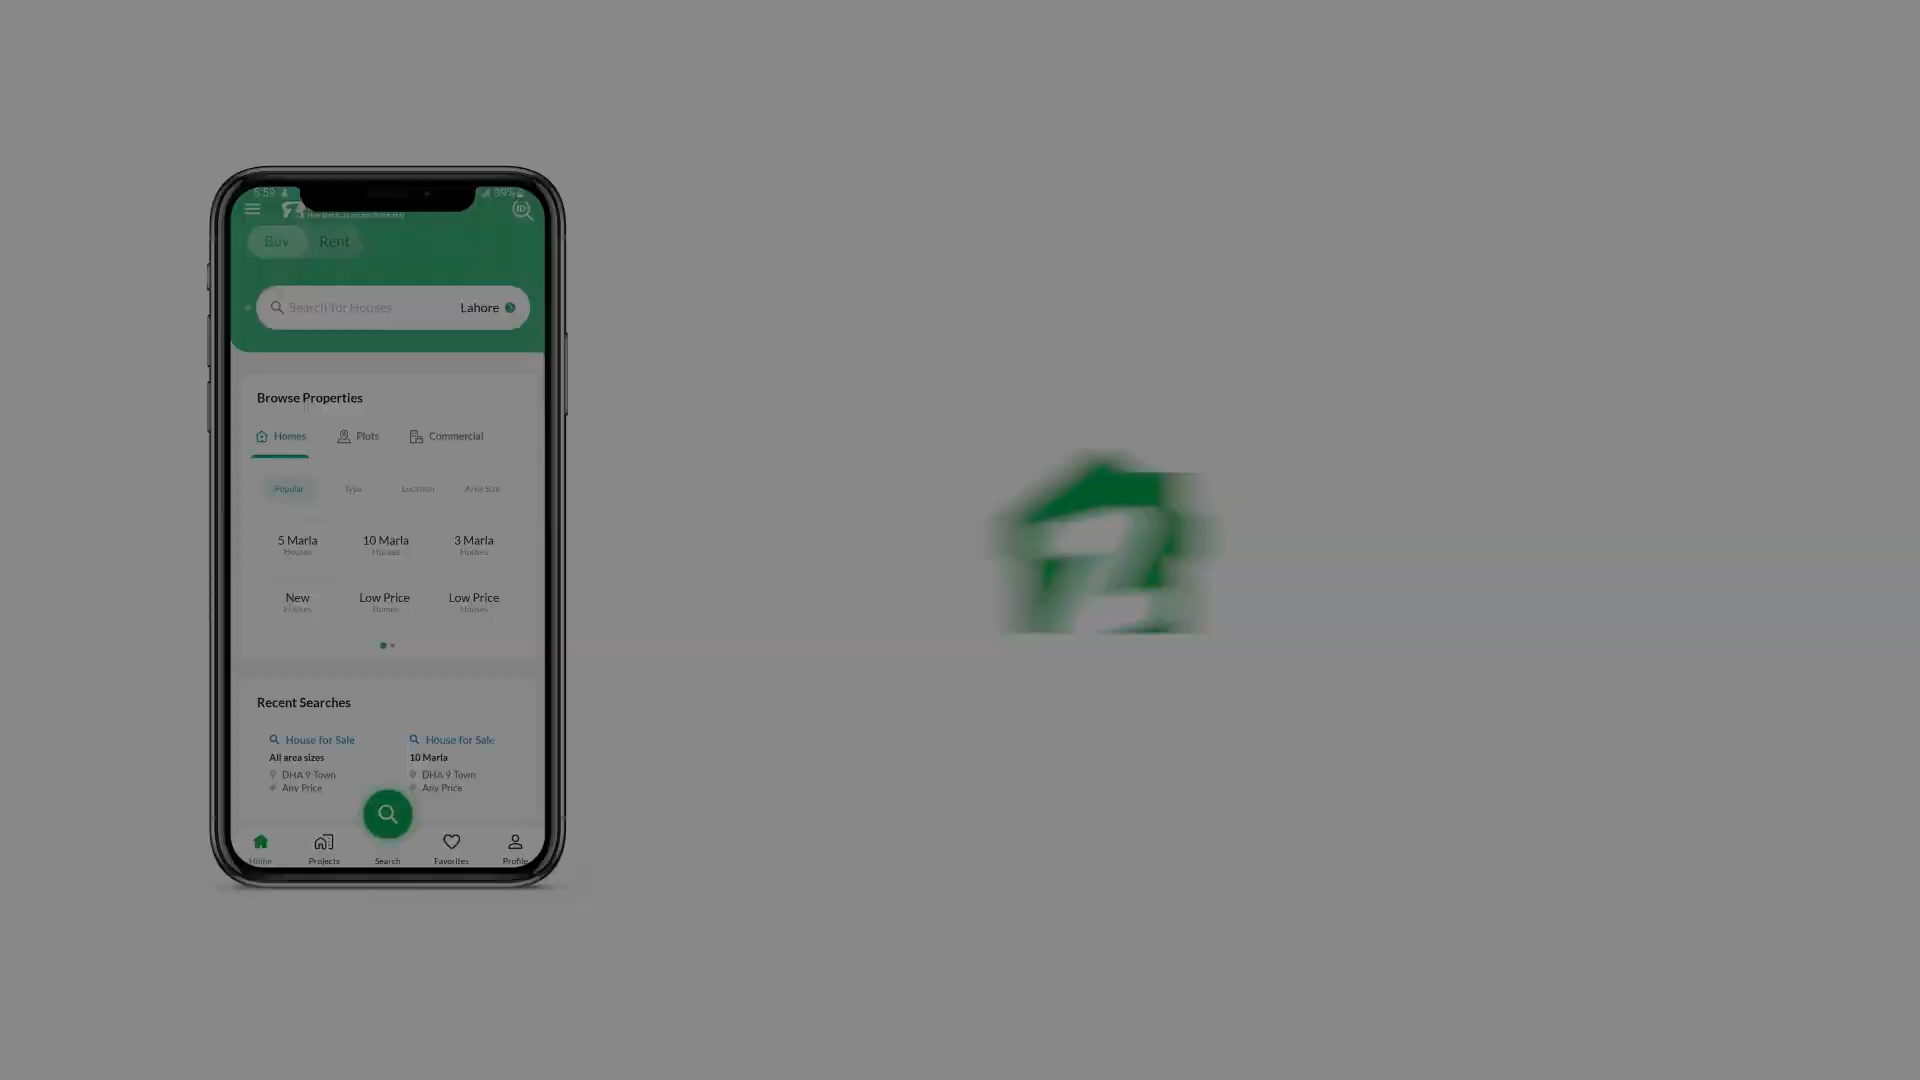 5:59
39%
Buy Rent
Search for Houses Lahore
Browse Properties
Homes Plots Commercial
Popular Type Location Area Size
5 Marla 10 Marla 3 Marla
Houses Houses Houses
New Low Price Low Price
Houses Homes Houses
Recent Searches
House for Sale House for Sale
All area sizes 10 Marla
DHA 9 Town DHA 9 Town
Any Price Any Price
Home Projects Search Favorites Profile